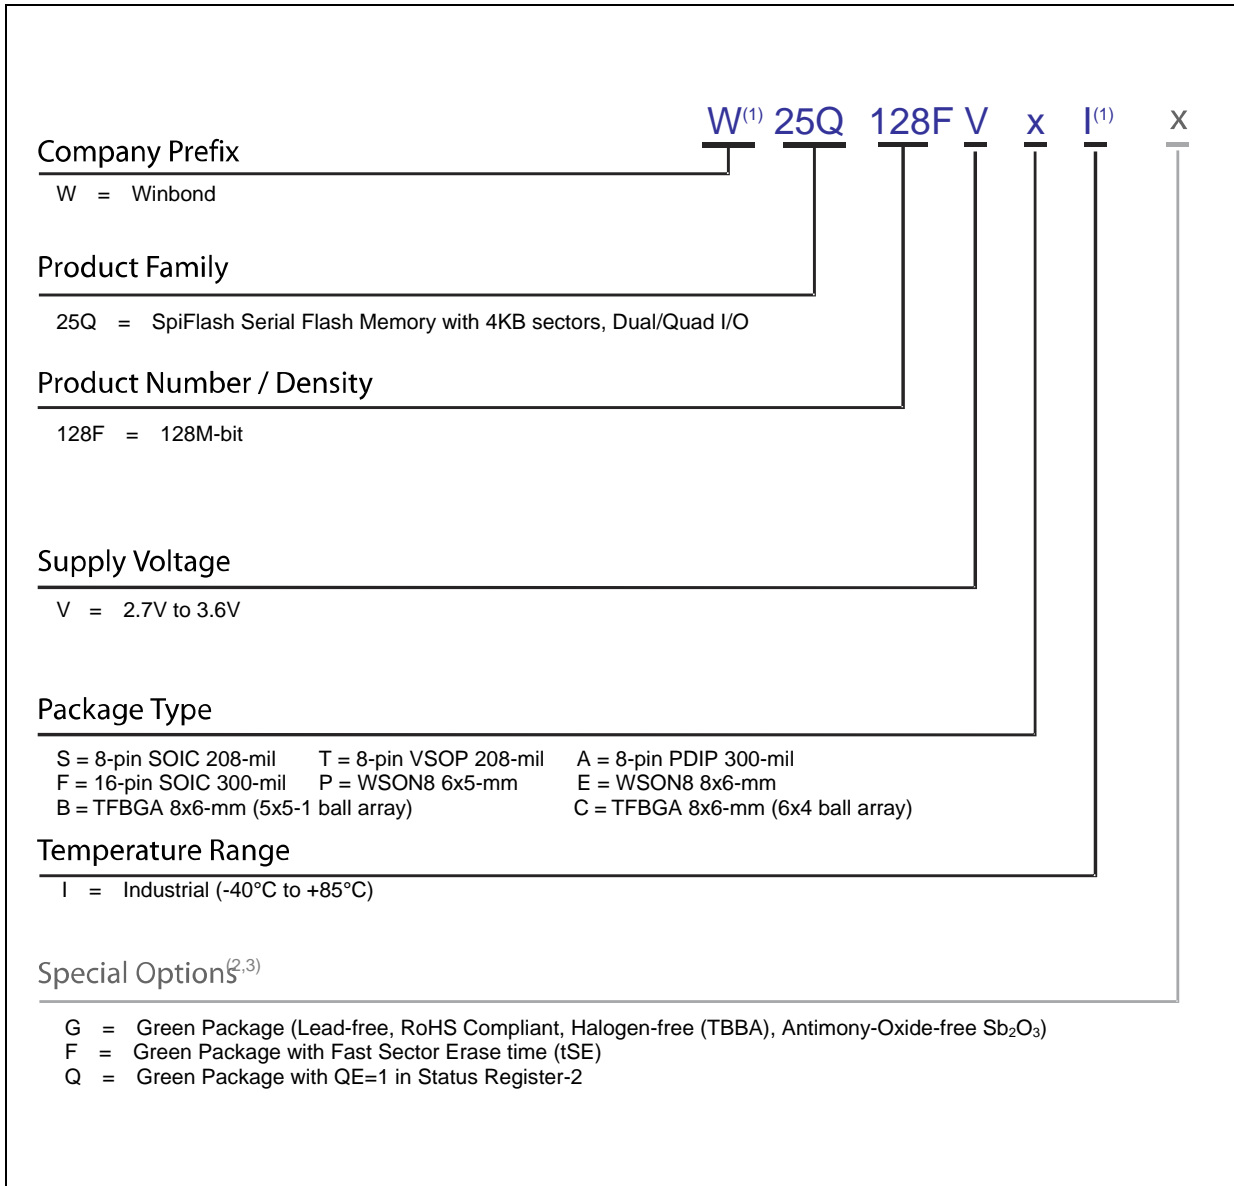 W(1) 25Q 128F V x I(1) x
Company Prefix
W = Winbond
Product Family
25Q = SpiFlash Serial Flash Memory with 4KB sectors, Dual/Quad I/O
Product Number / Density
128F = 128M-bit
Supply Voltage
V = 2.7V to 3.6V
Package Type
S = 8-pin SOIC 208-mil T = 8-pin VSOP 208-mil A = 8-pin PDIP 300-mil
F = 16-pin SOIC 300-mil P = WSON8 6x5-mm E = WSON8 8x6-mm
B = TFBGA 8x6-mm (5x5-1 ball array) C = TFBGA 8x6-mm (6x4 ball array)
Temperature Range
I = Industrial (-40°C to +85°C)
Special Options(2,3)
G = Green Package (Lead-free, RoHS Compliant, Halogen-free (TBBA), Antimony-Oxide-free Sb₂O₃)
F = Green Package with Fast Sector Erase time (tSE)
Q = Green Package with QE=1 in Status Register-2